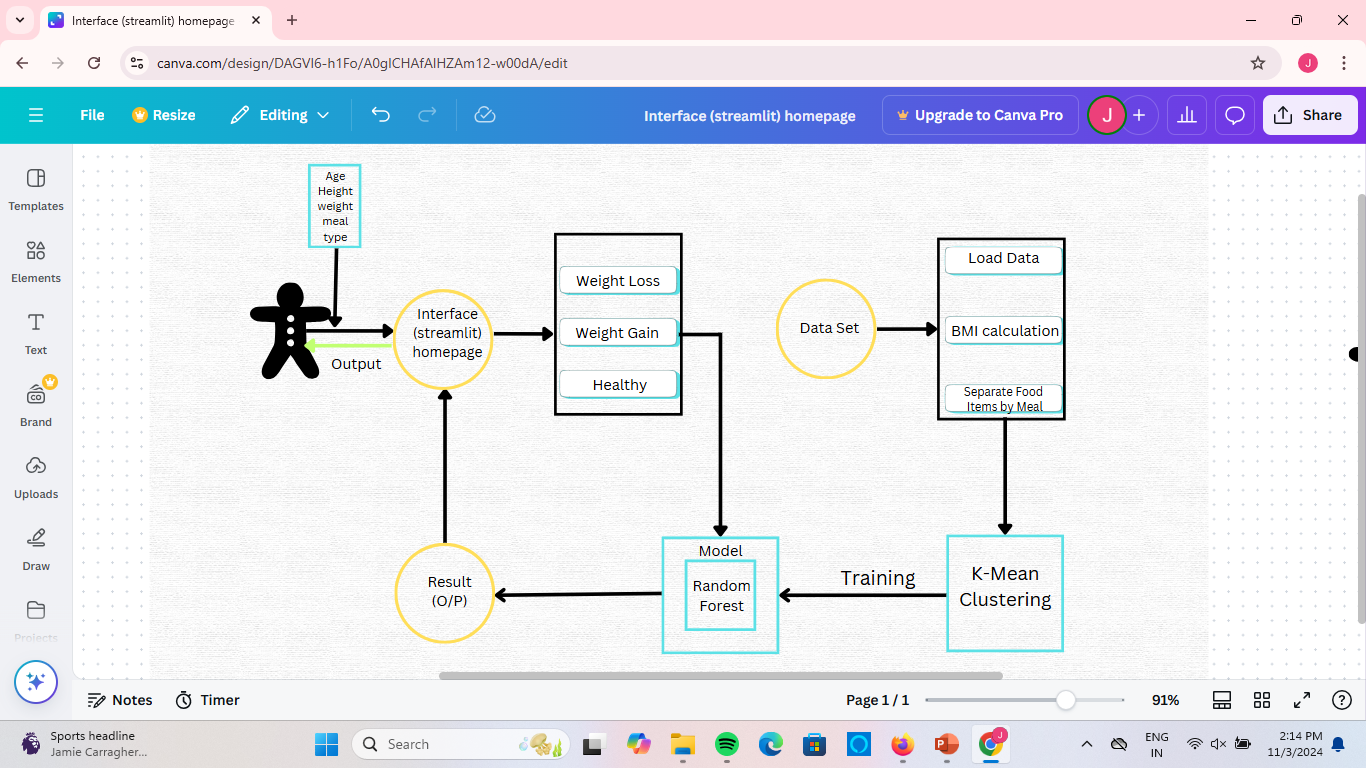 Interface (streamlit) homepage
canva.com/design/DAGVI6-h1Fo/A0gICHAfAIHZAm12-w00dA/edit
J
File
Resize
Editing
Interface (streamlit) homepage
Upgrade to Canva Pro
J
Share
Templates
Elements
Text
Brand
Uploads
Draw
Projects
Age
Height
weight
meal
type
Interface
(streamlit)
homepage
Output
Weight Loss
Weight Gain
Healthy
Data Set
Load Data
BMI calculation
Separate Food
Items by Meal
Result
(O/P)
Model
Random
Forest
Training
K-Mean
Clustering
Notes
Timer
Page 1 / 1
91%
Sports headline
Jamie Carragher...
Search
J
ENG
IN
2:14 PM
11/3/2024